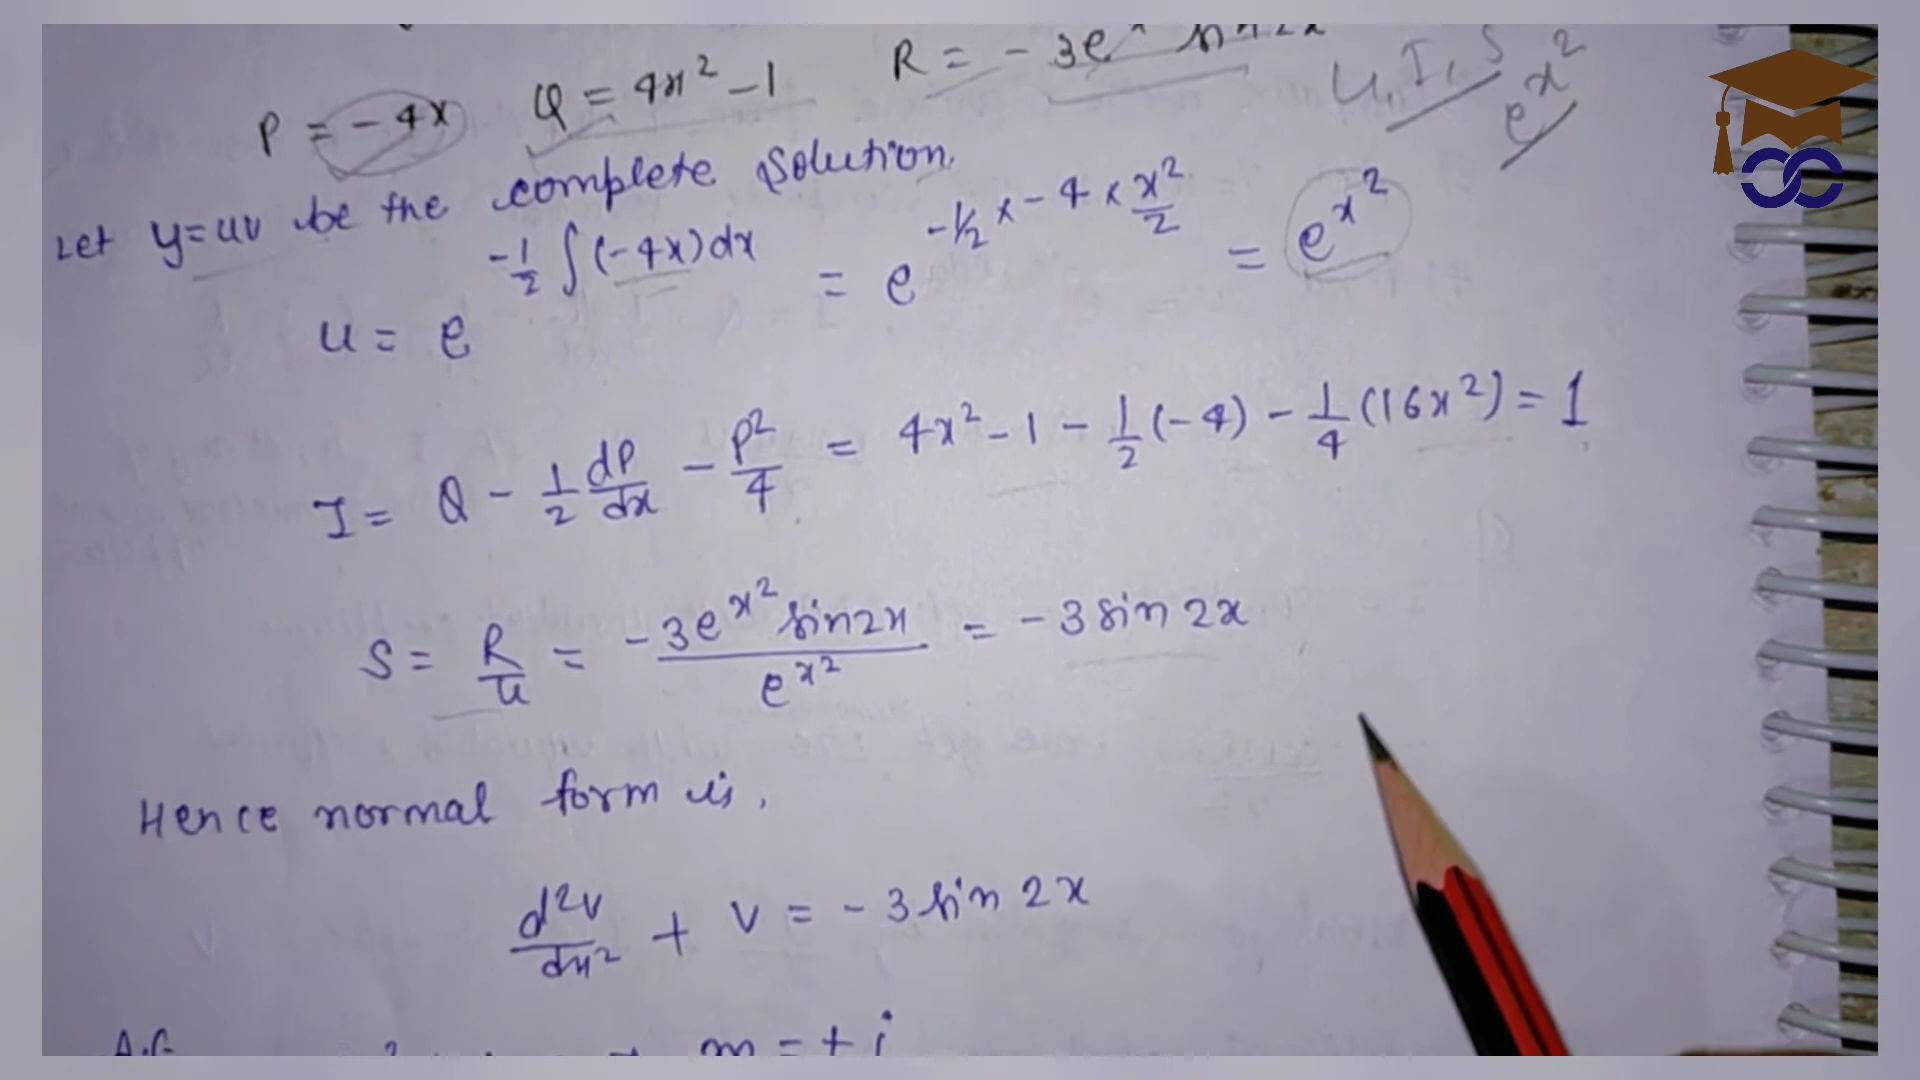 P = -4x Q = 4x² - 1 R = - 3e sin2x
U, I, S
e^x²
Let y=uv be the complete solution.
u = e^(-1/2 ∫(-4x)dx) = e^(-1/2 x -4 x x²/2) = e^x²
I = Q - 1/2 dP/dx - P²/4 = 4x² - 1 - 1/2 (-4) - 1/4 (16x²) = 1
S = R/u = -3e^x² sin2x / e^x² = - 3 sin 2x
Hence normal form is,
d²v/dx² + v = - 3 sin 2x
m = ± i